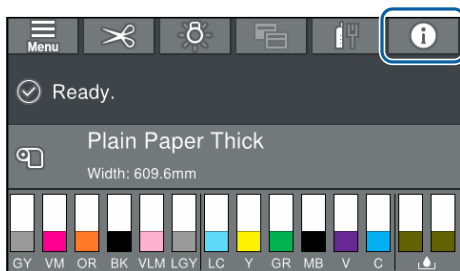 Menu
i
Ready.
Plain Paper Thick
Width: 609.6mm
GY VM OR BK VLM LGY LC Y GR MB V C